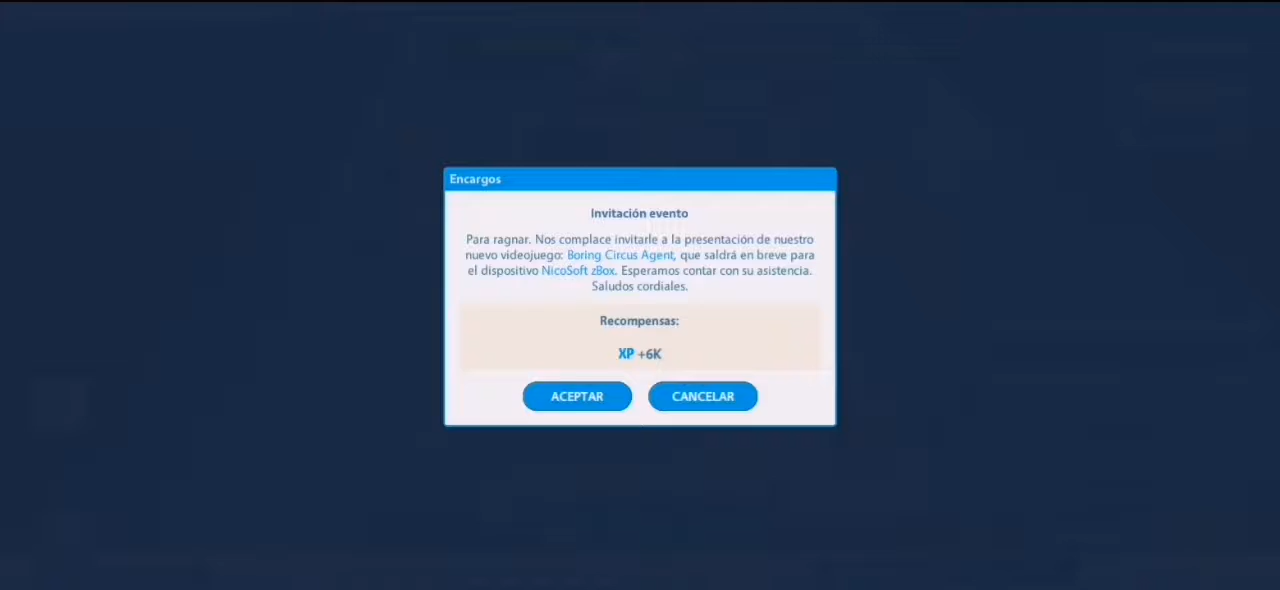 Encargos
Invitación evento
Para ragnar. Nos complace invitarle a la presentación de nuestro
nuevo videojuego: Boring Circus Agent, que saldrá en breve para
el dispositivo NicoSoft zBox. Esperamos contar con su asistencia.
Saludos cordiales.
Recompensas:
XP +6K
ACEPTAR CANCELAR